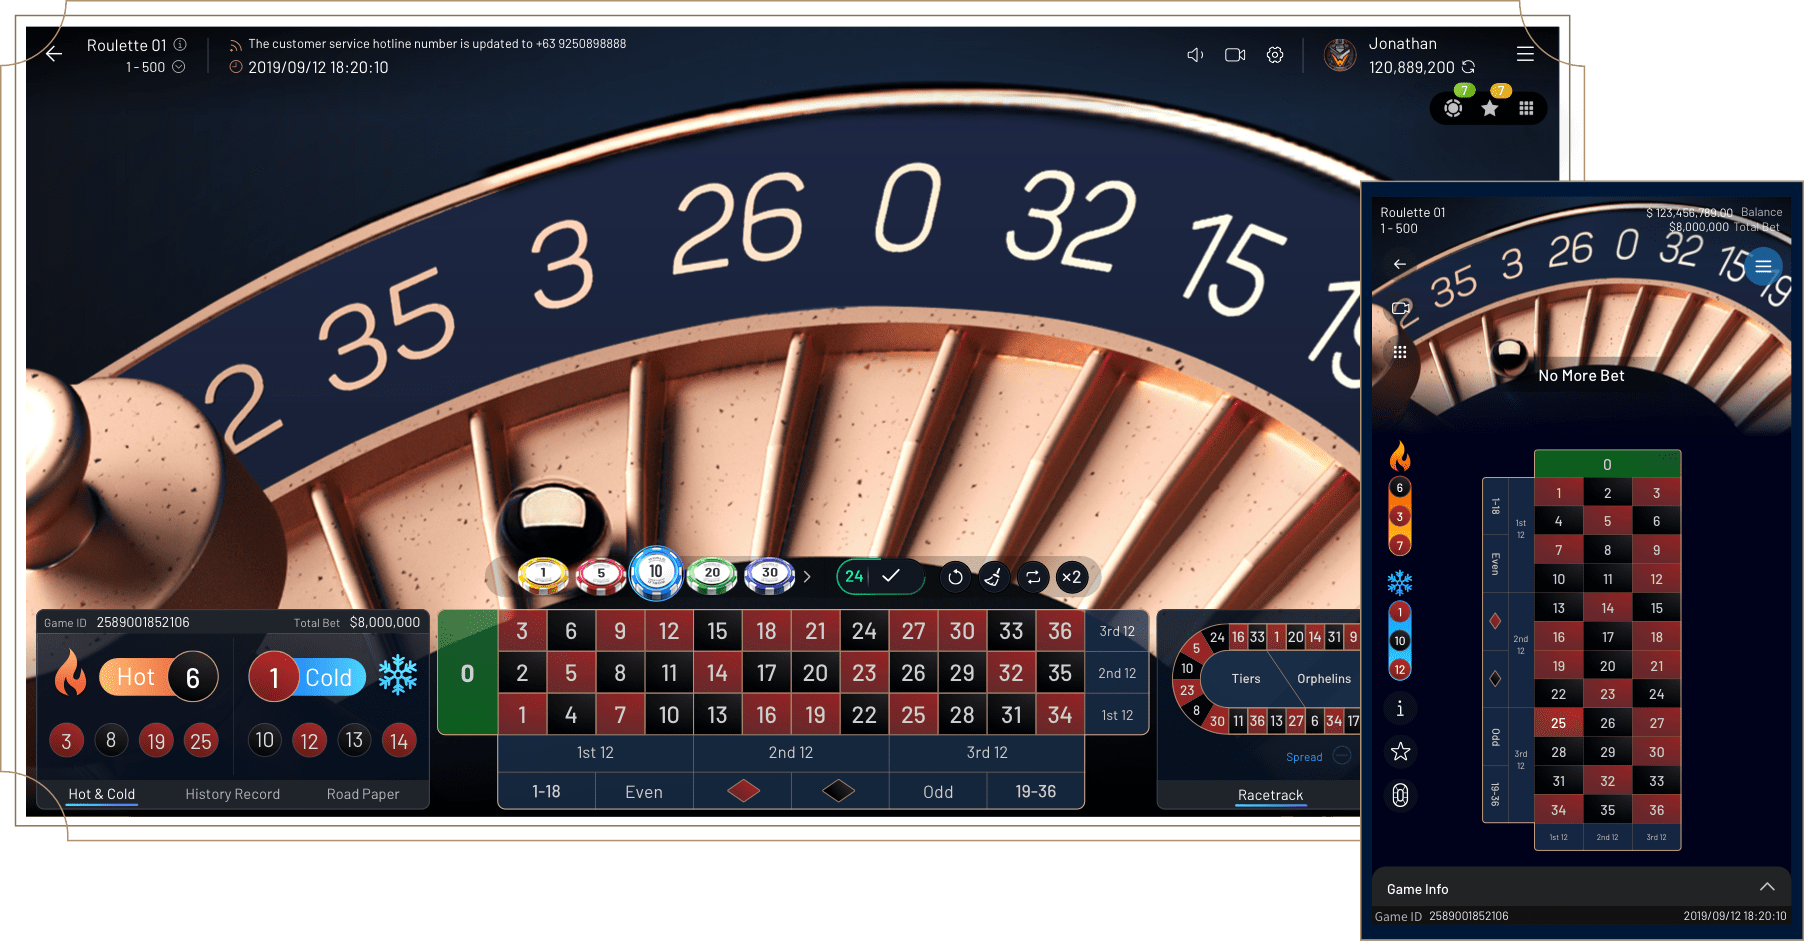 Roulette 01
1 - 500
The customer service hotline number is updated to +63 9250898888
2019/09/12 18:20:10
Jonathan
120,889,200
7 7
2 35 3 26 0 32 15 19
1 5 10 20 30 24 ×2
Game ID 2589001852106 Total Bet $8,000,000
Hot 6 1 Cold
3 8 19 25 10 12 13 14
Hot & Cold History Record Road Paper
0
3 6 9 12 15 18 21 24 27 30 33 36 3rd 12
2 5 8 11 14 17 20 23 26 29 32 35 2nd 12
1 4 7 10 13 16 19 22 25 28 31 34 1st 12
1st 12 2nd 12 3rd 12
1-18 Even Odd 19-36
24 16 33 1 20 14 31 9
5
10
23
8
Tiers Orphelins
30 11 36 13 27 6 34 17
Spread
Racetrack
Roulette 01
1 - 500
$ 123,456,789.00 Balance
$8,000,000 Total Bet
2 35 3 26 0 32 15 19
No More Bet
6
3
7
1
10
12
0
1 2 3
4 5 6
7 8 9
10 11 12
13 14 15
16 17 18
19 20 21
22 23 24
25 26 27
28 29 30
31 32 33
34 35 36
1st 12 2nd 12 3rd 12
1-18
Even
Odd
19-36
1st
12
2nd
12
3rd
12
Game Info
Game ID 2589001852106 2019/09/12 18:20:10